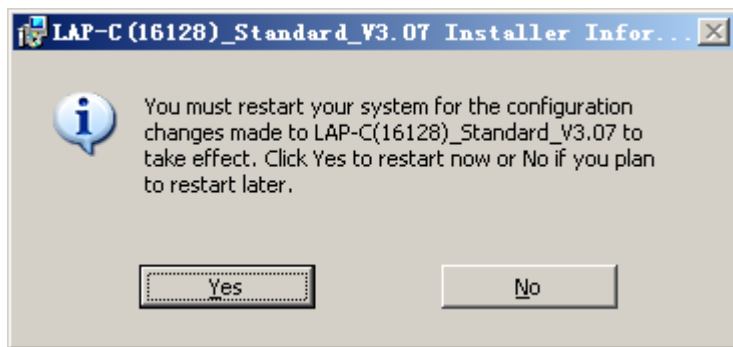 LAP-C(16128)_Standard_V3.07 Installer Infor...
You must restart your system for the configuration
changes made to LAP-C(16128)_Standard_V3.07 to
take effect. Click Yes to restart now or No if you plan
to restart later.
Yes
No